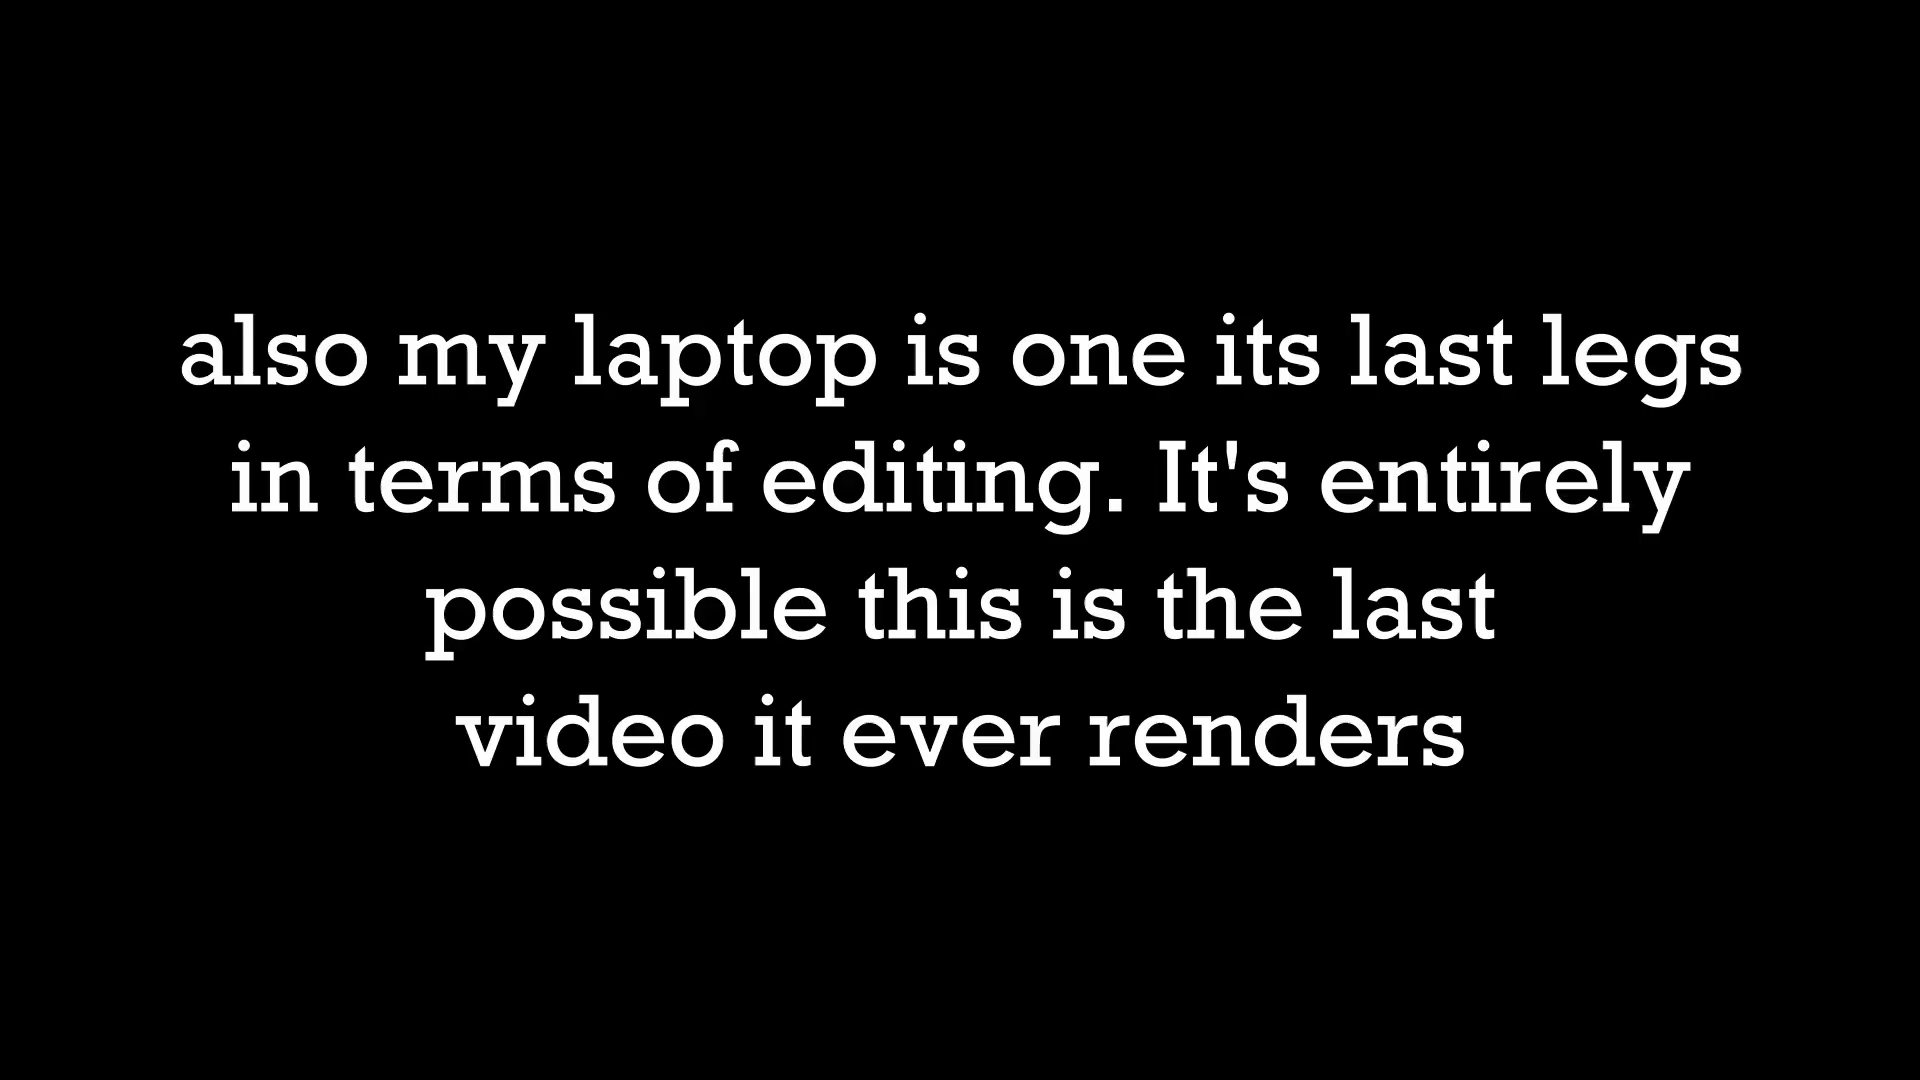 also my laptop is one its last legs
in terms of editing. It's entirely
possible this is the last
video it ever renders